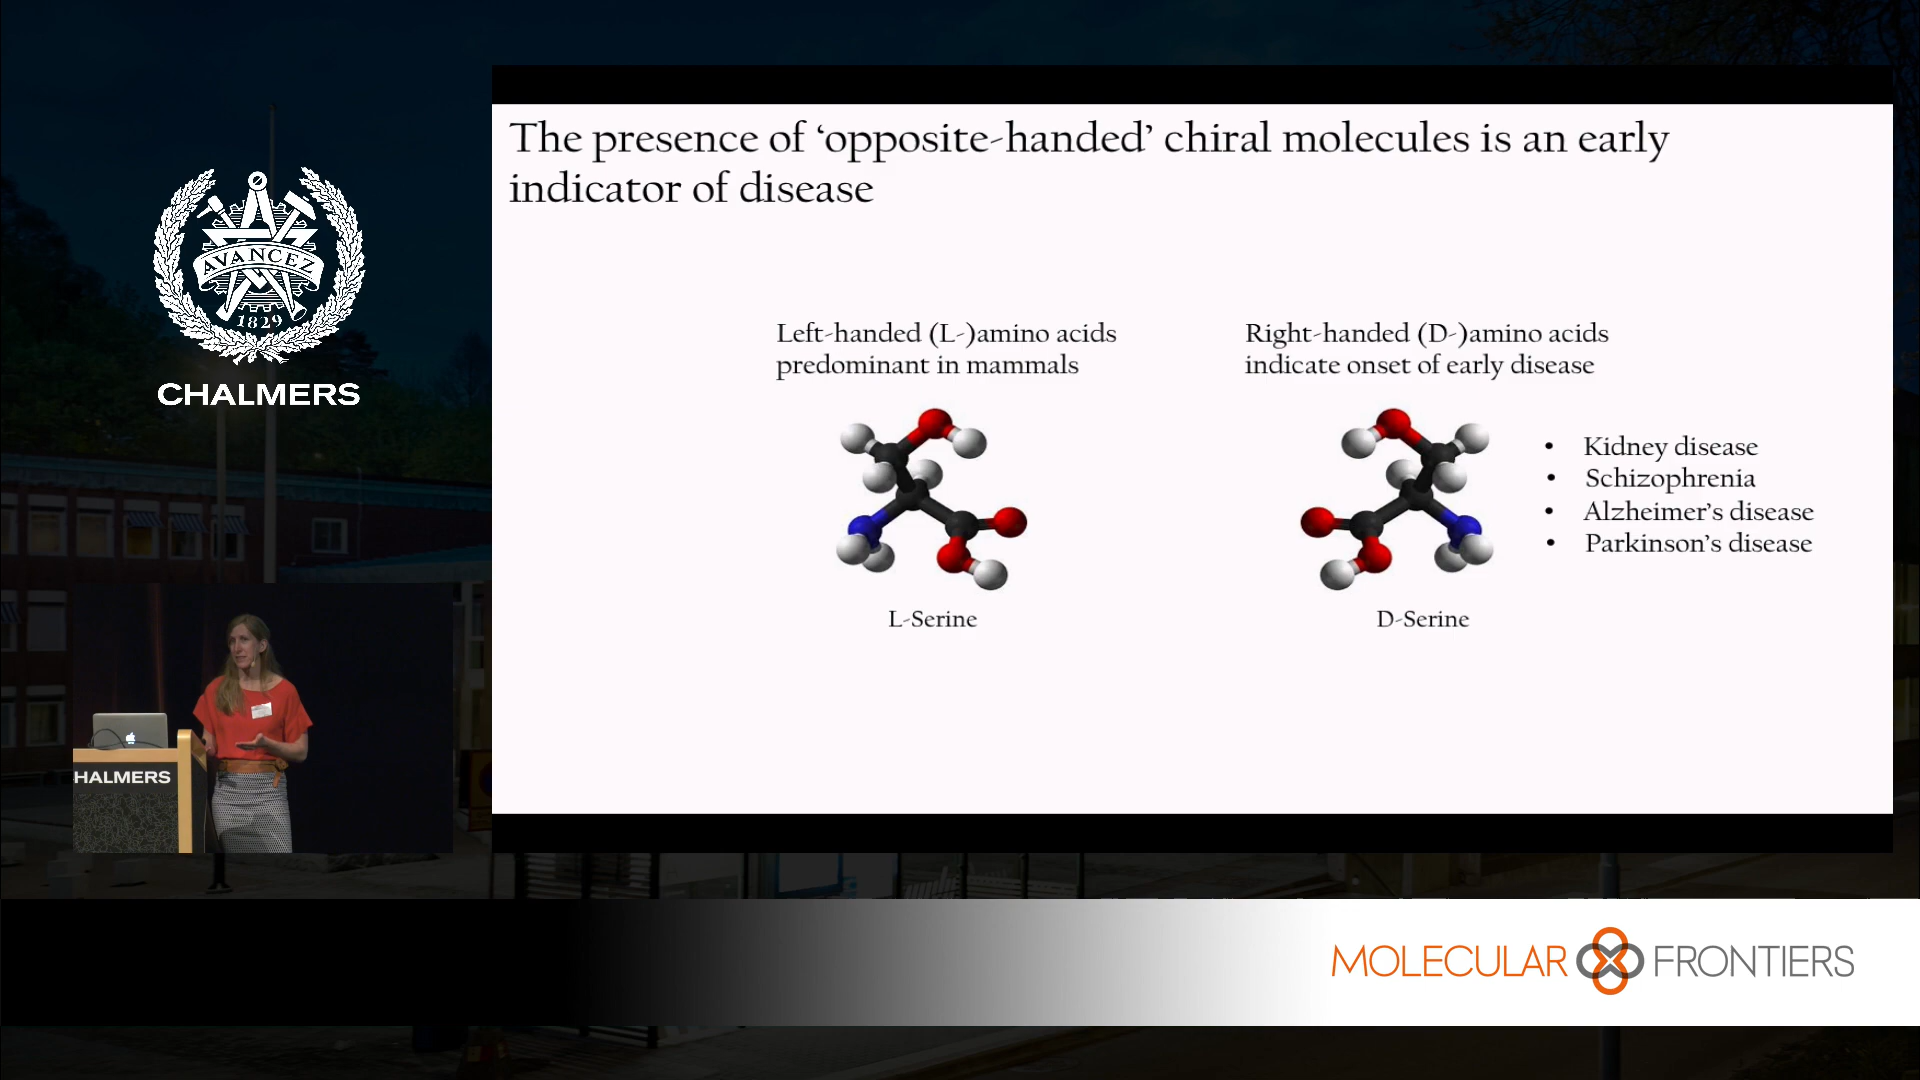 The presence of ‘opposite-handed’ chiral molecules is an early
indicator of disease
Left-handed (L-)amino acids
predominant in mammals
Right-handed (D-)amino acids
indicate onset of early disease
• Kidney disease
• Schizophrenia
• Alzheimer’s disease
• Parkinson’s disease
L-Serine
D-Serine
AVANCEZ
1829
CHALMERS
HALMERS
MOLECULAR FRONTIERS